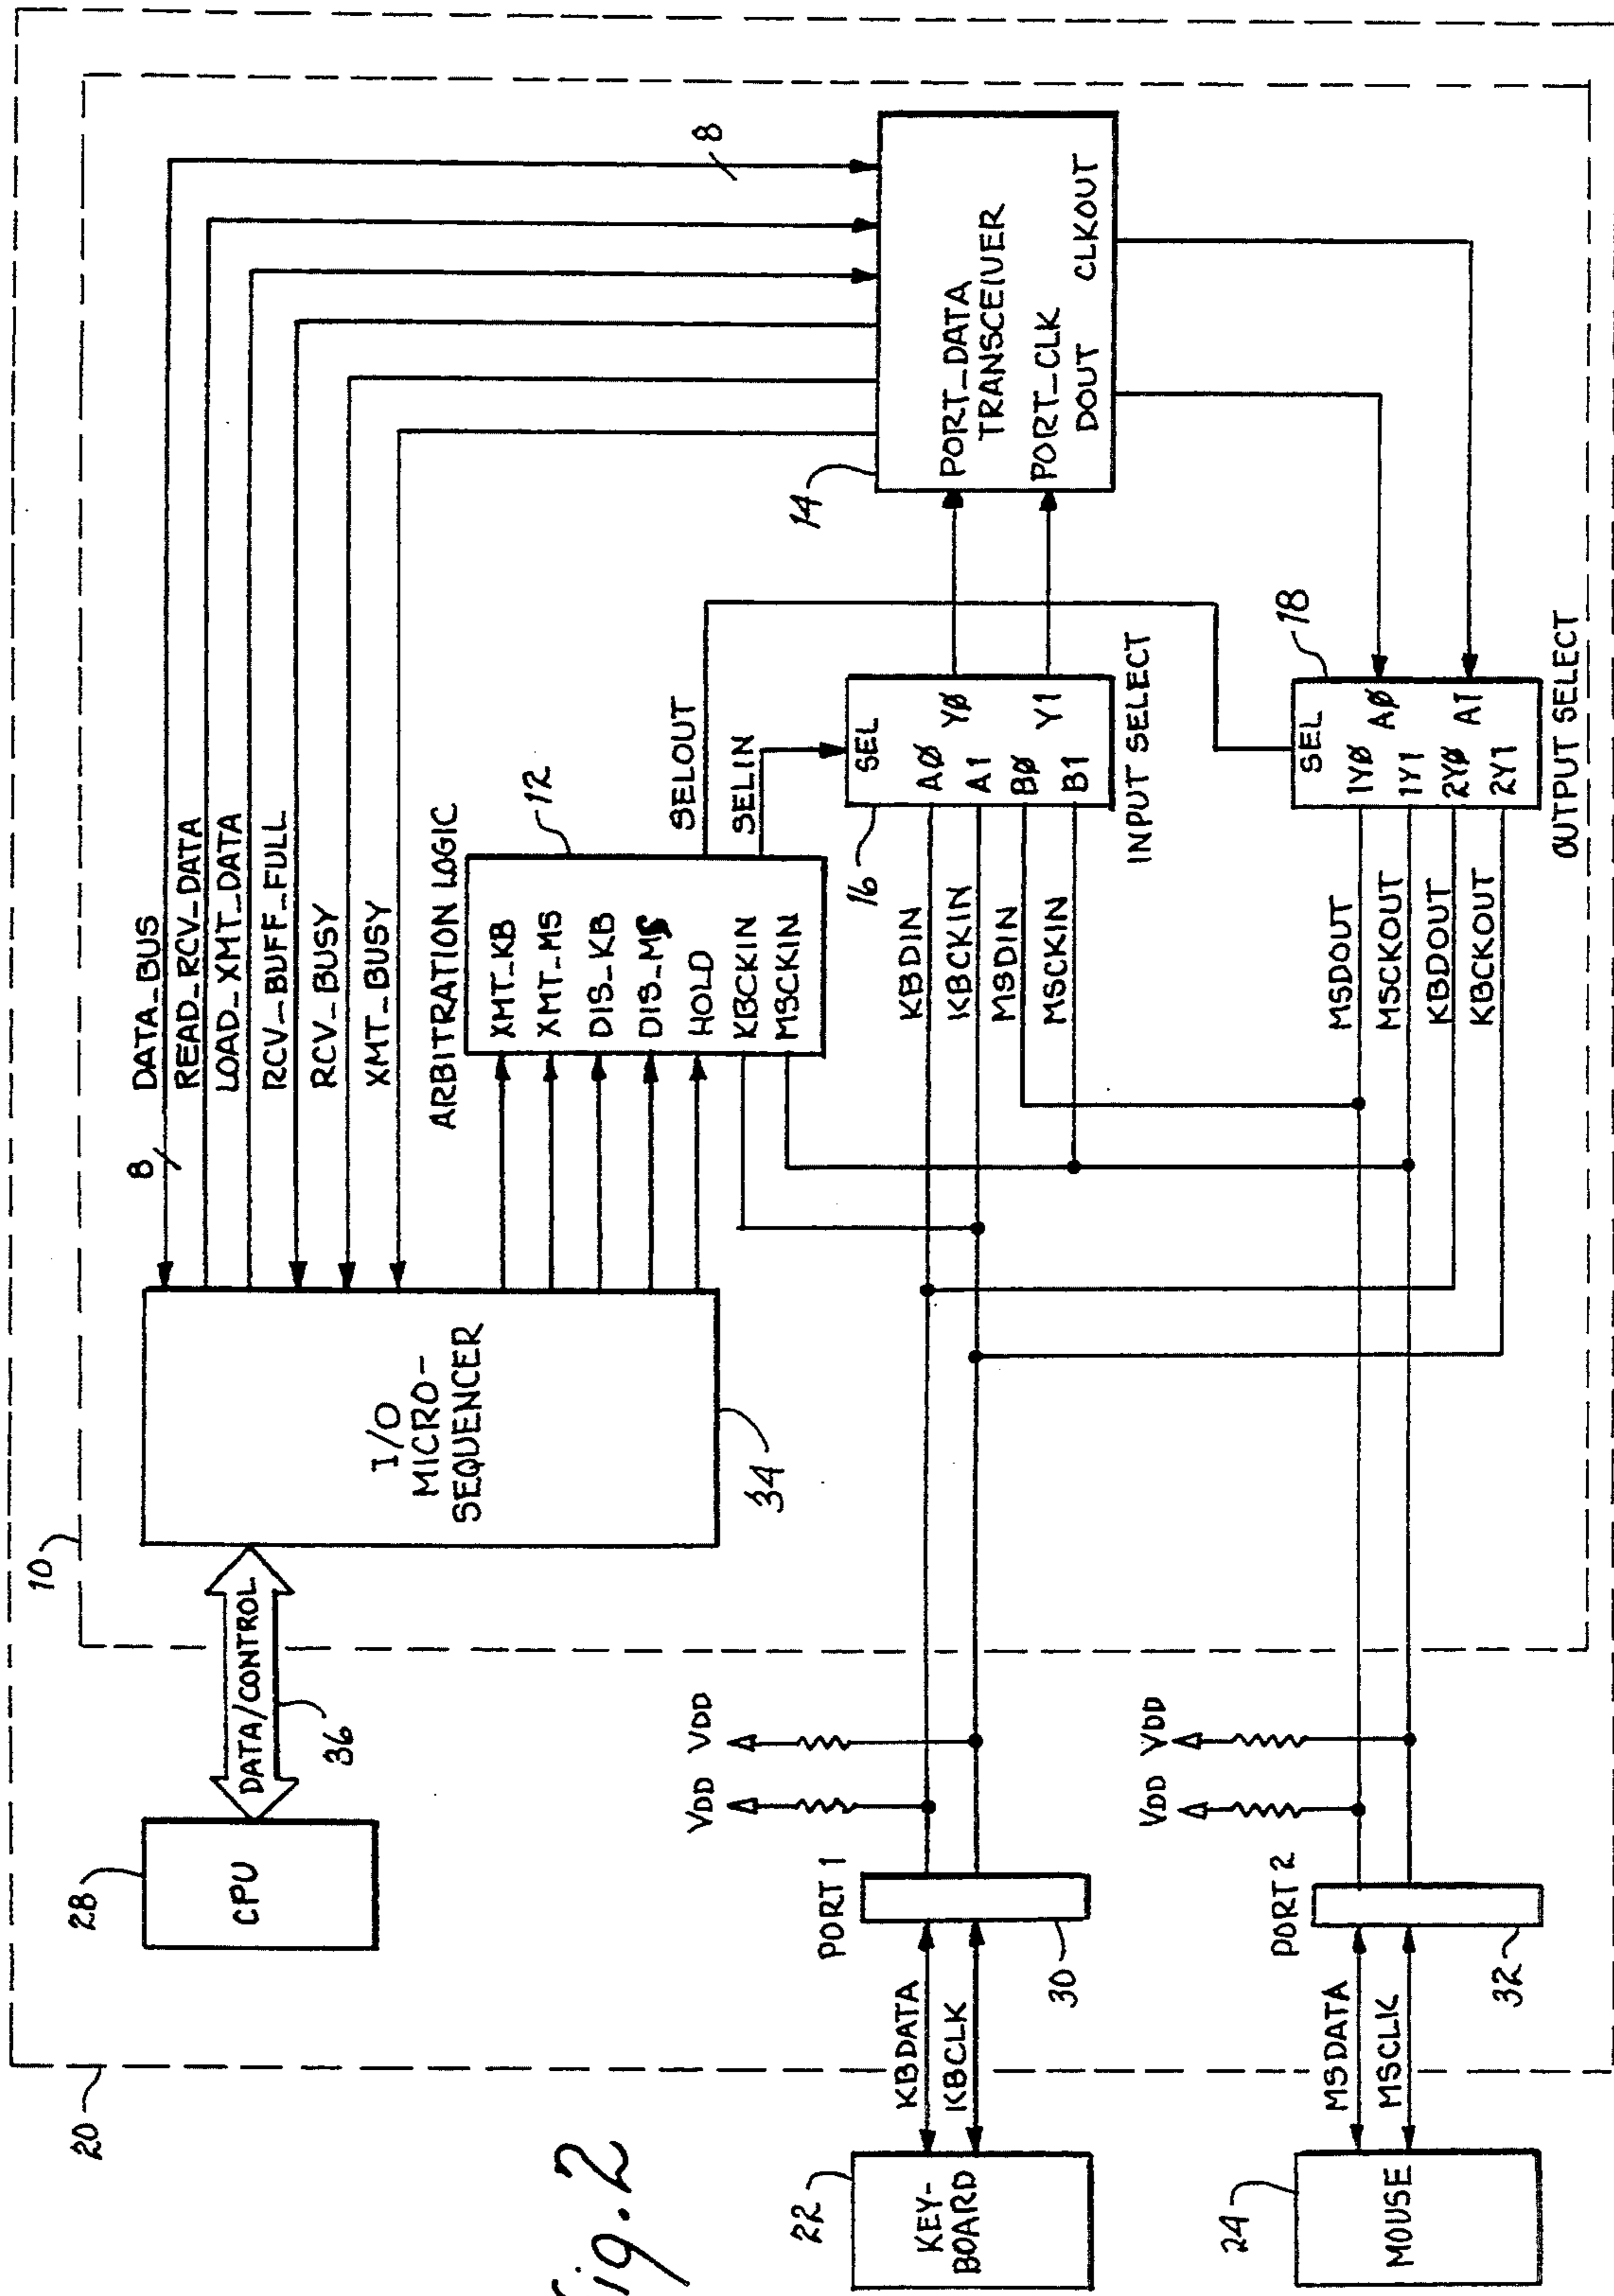 Fig. 2
20
10
28
CPU
DATA/CONTROL
36
I/O
MICRO-
SEQUENCER
34
8
DATA_BUS
READ_RCV_DATA
LOAD_XMT_DATA
RCV_BUFF_FULL
RCV_BUSY
XMT_BUSY
8
ARBITRATION LOGIC
12
XMT_KB
XMT_MS
DIS_KB
DIS_MS
HOLD
KBCKIN
MSCKIN
SELOUT
SELIN
14
PORT_DATA
TRANSCEIVER
PORT_CLK
DOUT CLKOUT
22
KEY-
BOARD
KBDATA
KBCLK
PORT 1
30
VDD
VDD
KBDIN
KBCKIN
MSDIN
MSCKIN
16
SEL
AØ
A1
BØ
B1
YØ
Y1
INPUT SELECT
24
MOUSE
MSDATA
MSCLK
PORT 2
32
VDD
VDD
MSDOUT
MSCKOUT
KBDOUT
KBCKOUT
18
SEL
1YØ
1Y1
2YØ
2Y1
AØ
A1
OUTPUT SELECT